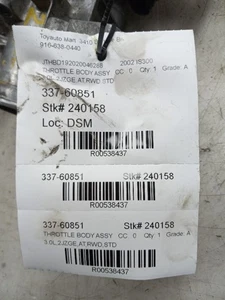 Toyauto Mart 3410
916-638-0440
JTHBD192020046288 2002 IS300
THROTTLE BODY ASSY CC: 0 Qty: 1 Grade: A
3.0L,2JZGE,AT,RWD,STD
337-60851
Stk# 240158
Loc: DSM
R00538437
337-60851 Stk# 240158
R00538437
337-60851 Stk# 240158
THROTTLE BODY ASSY CC: 0 Qty: 1 Grade: A
3.0L,2JZGE,AT,RWD,STD
R00538437